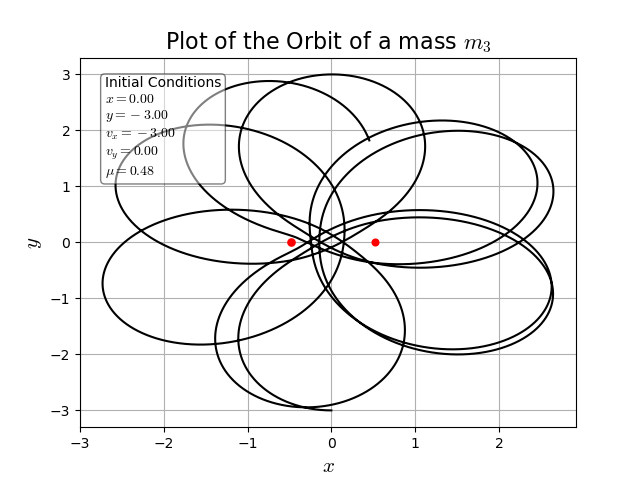 Plot of the Orbit of a mass m₃
Initial Conditions
x = 0.00
y = − 3.00
vₓ = − 3.00
v_y = 0.00
μ = 0.48
y
3
2
1
0
−1
−2
−3
−3 −2 −1 0 1 2
x